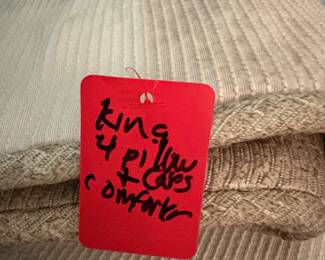 King
4 pillow
+ Cases
comforter